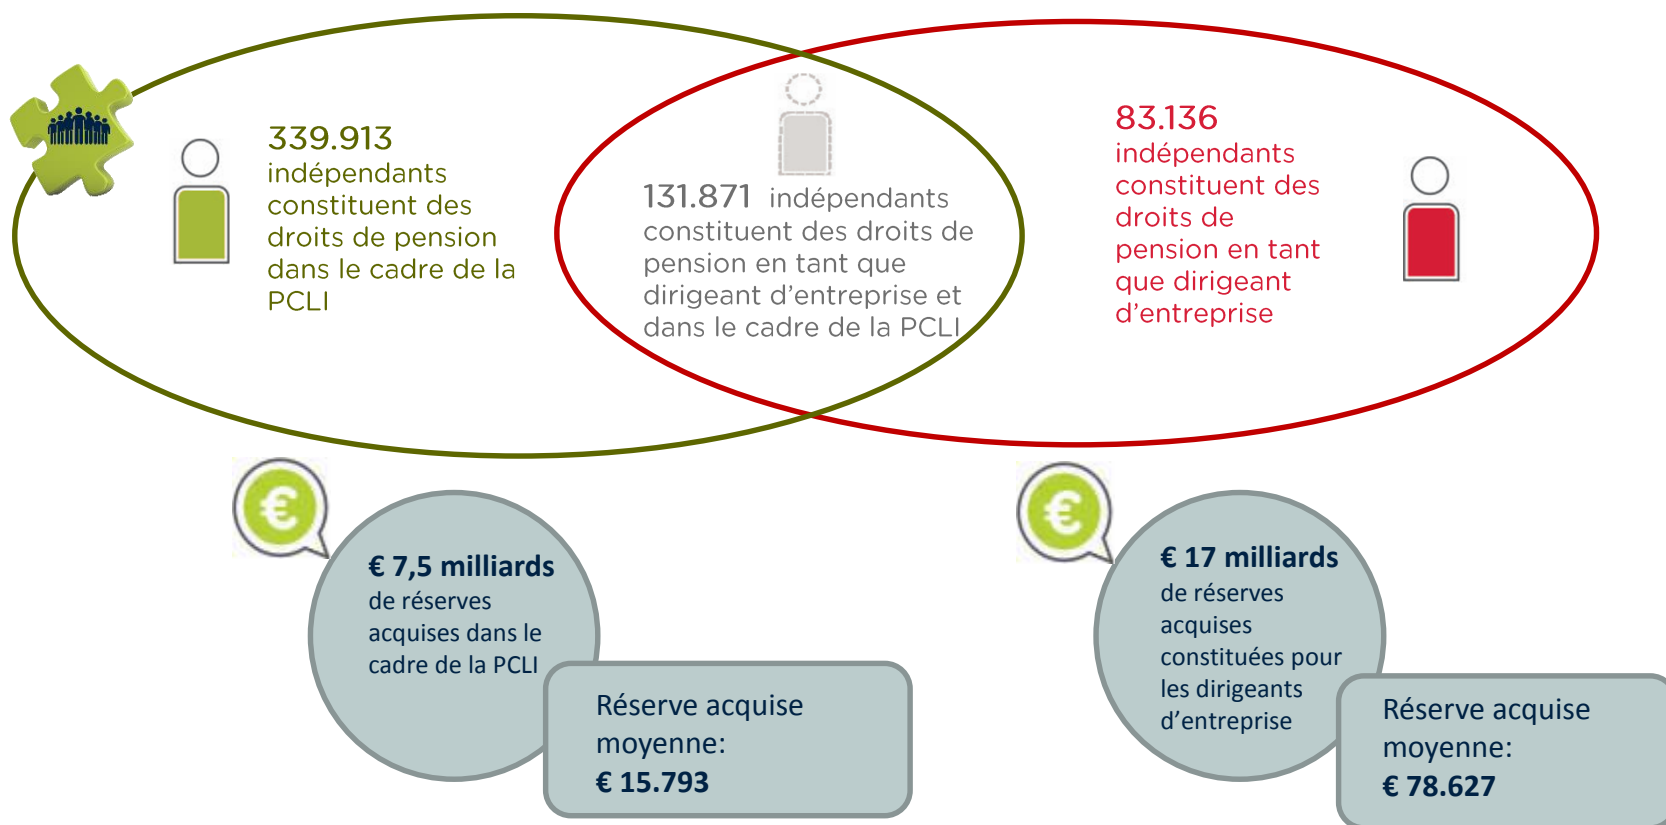 339.913
indépendants
constituent des
droits de pension
dans le cadre de la
PCLI
131.871 indépendants
constituent des droits de
pension en tant que
dirigeant d’entreprise et
dans le cadre de la PCLI
83.136
indépendants
constituent des
droits de
pension en tant
que dirigeant
d’entreprise
€
€ 7,5 milliards
de réserves
acquises dans le
cadre de la PCLI
Réserve acquise
moyenne:
€ 15.793
€
€ 17 milliards
de réserves
acquises
constituées pour
les dirigeants
d’entreprise
Réserve acquise
moyenne:
€ 78.627